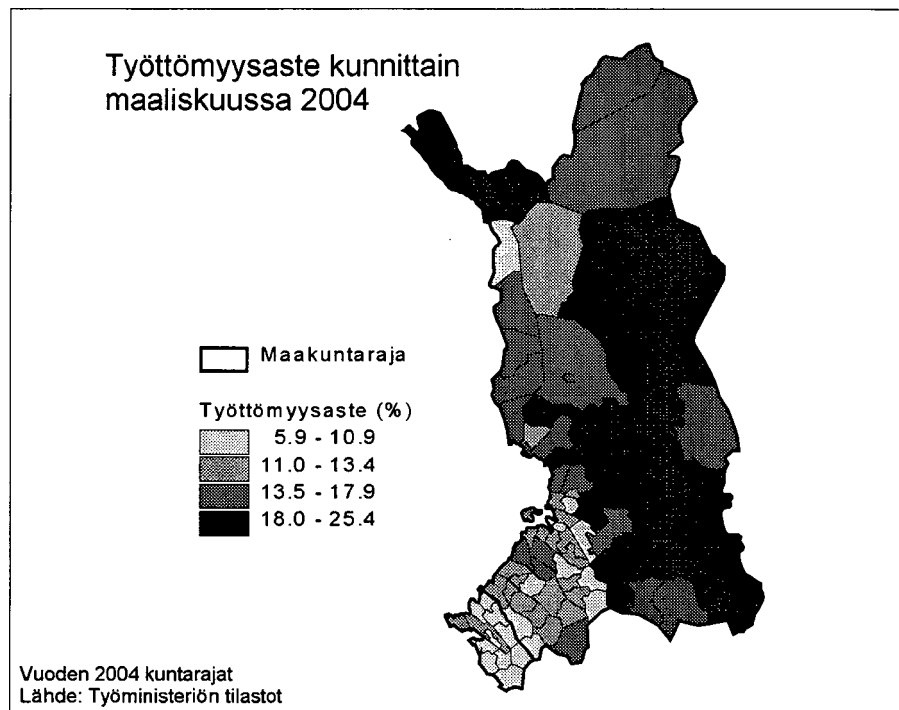 Työttömyysaste kunnittain
maaliskuussa 2004
Maakuntaraja
Työttömyysaste (%)
5.9 - 10.9
11.0 - 13.4
13.5 - 17.9
18.0 - 25.4
Vuoden 2004 kuntarajat
Lähde: Työministeriön tilastot